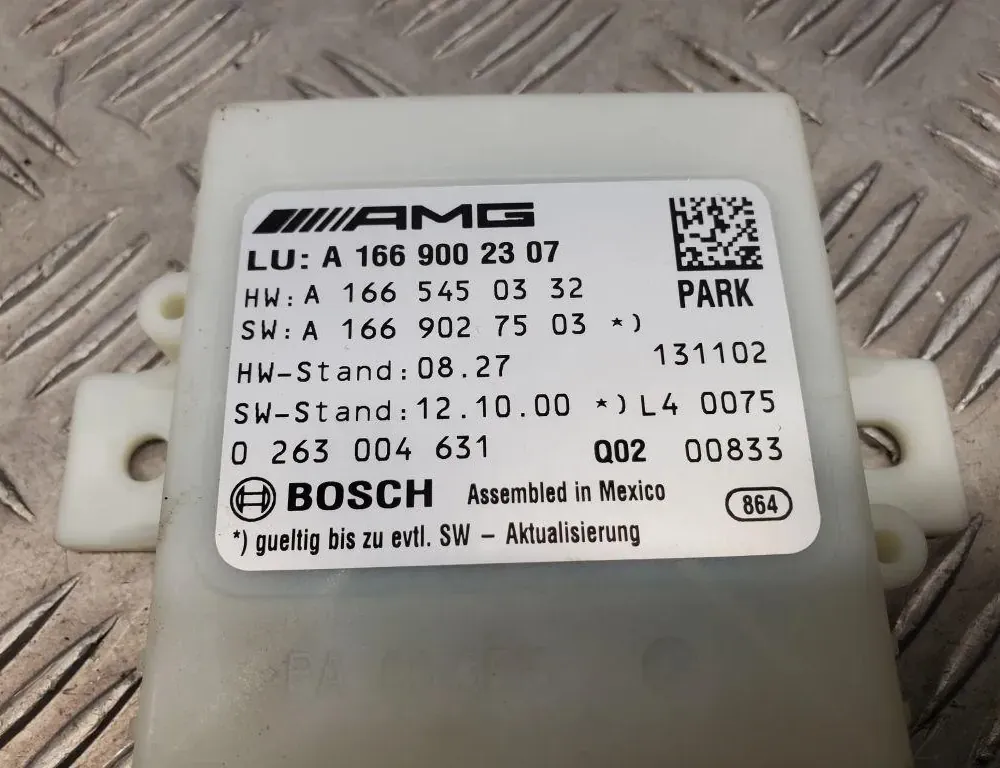 AMG
LU: A 166 900 23 07
HW: A 166 545 03 32
PARK
SW: A 166 902 75 03 *)
HW-Stand: 08.27 131102
SW-Stand: 12.10.00 *) L4 0075
0 263 004 631 Q02 00833
BOSCH Assembled in Mexico 864
*) gueltig bis zu evtl. SW - Aktualisierung